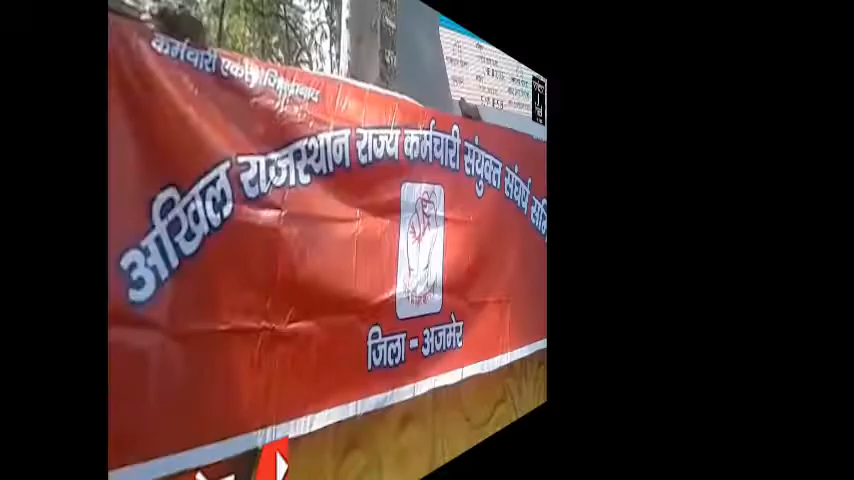 कर्मचारी एकता जिन्दाबाद
अखिल राजस्थान राज्य कर्मचारी संयुक्त संघर्ष
जिला - अजमेर